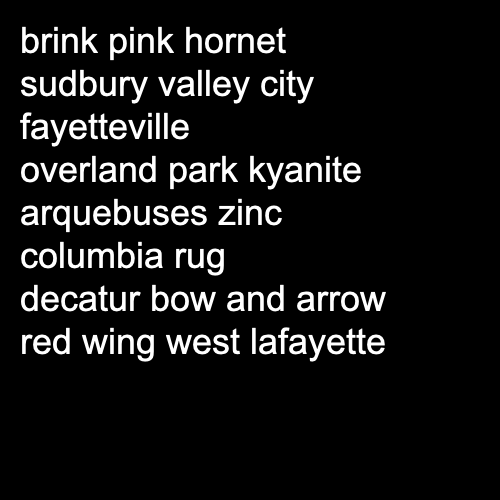 brink pink hornet
sudbury valley city
fayetteville
overland park kyanite
arquebuses zinc
columbia rug
decatur bow and arrow
red wing west lafayette